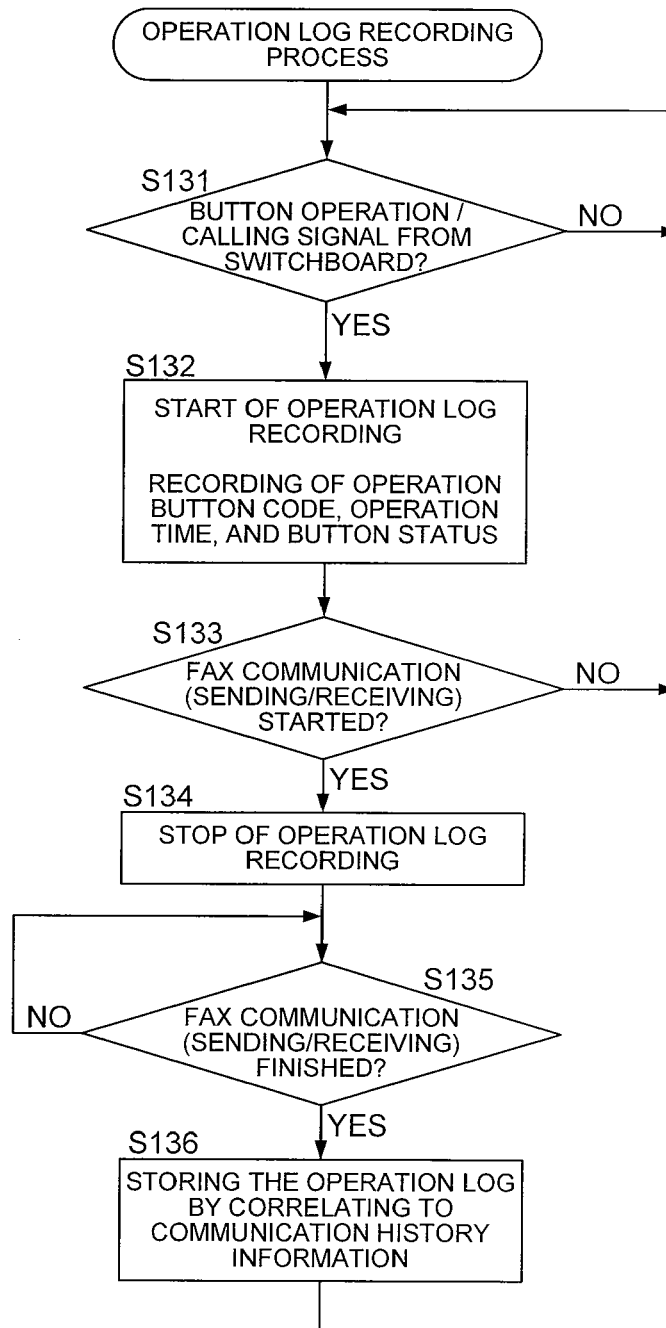 OPERATION LOG RECORDING
PROCESS
S131
BUTTON OPERATION /
CALLING SIGNAL FROM
SWITCHBOARD?
NO
YES
S132
START OF OPERATION LOG
RECORDING
RECORDING OF OPERATION
BUTTON CODE, OPERATION
TIME, AND BUTTON STATUS
S133
FAX COMMUNICATION
(SENDING/RECEIVING)
STARTED?
NO
YES
S134
STOP OF OPERATION LOG
RECORDING
S135
FAX COMMUNICATION
(SENDING/RECEIVING)
FINISHED?
NO
YES
S136
STORING THE OPERATION LOG
BY CORRELATING TO
COMMUNICATION HISTORY
INFORMATION